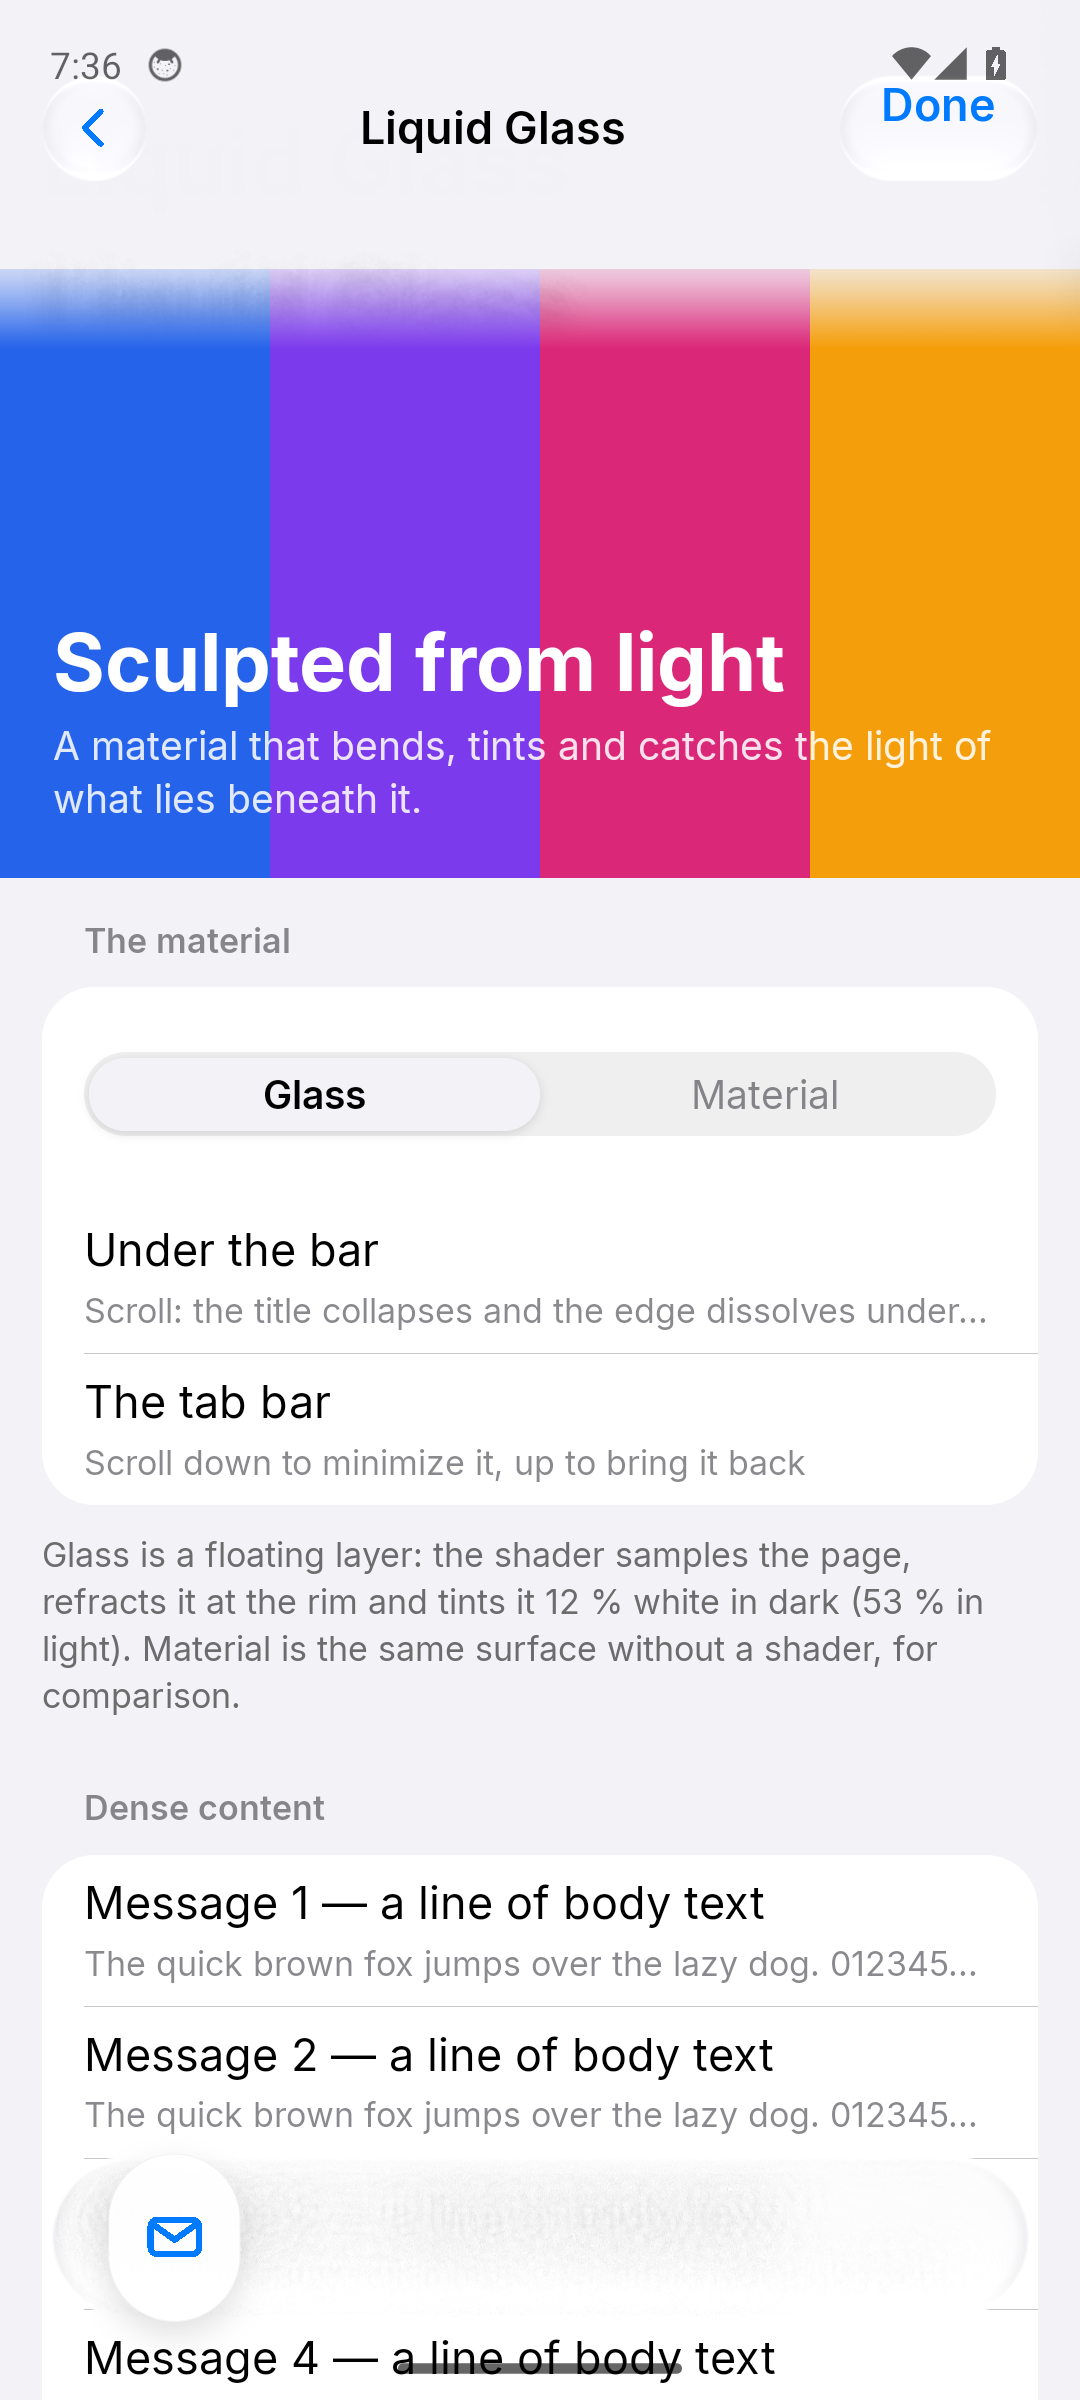 7:36
Liquid Glass
Done
Sculpted from light
A material that bends, tints and catches the light of
what lies beneath it.
The material
Glass
Material
Under the bar
Scroll: the title collapses and the edge dissolves under...
The tab bar
Scroll down to minimize it, up to bring it back
Glass is a floating layer: the shader samples the page,
refracts it at the rim and tints it 12 % white in dark (53 % in
light). Material is the same surface without a shader, for
comparison.
Dense content
Message 1 — a line of body text
The quick brown fox jumps over the lazy dog. 012345...
Message 2 — a line of body text
The quick brown fox jumps over the lazy dog. 012345...
Message 4 — a line of body text